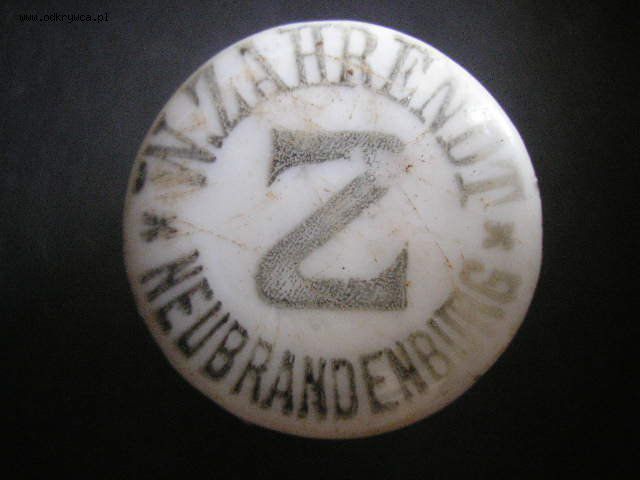 www.odkrywca.pl
W. ZAHRENDT
Z
* NEUBRANDENBURG *